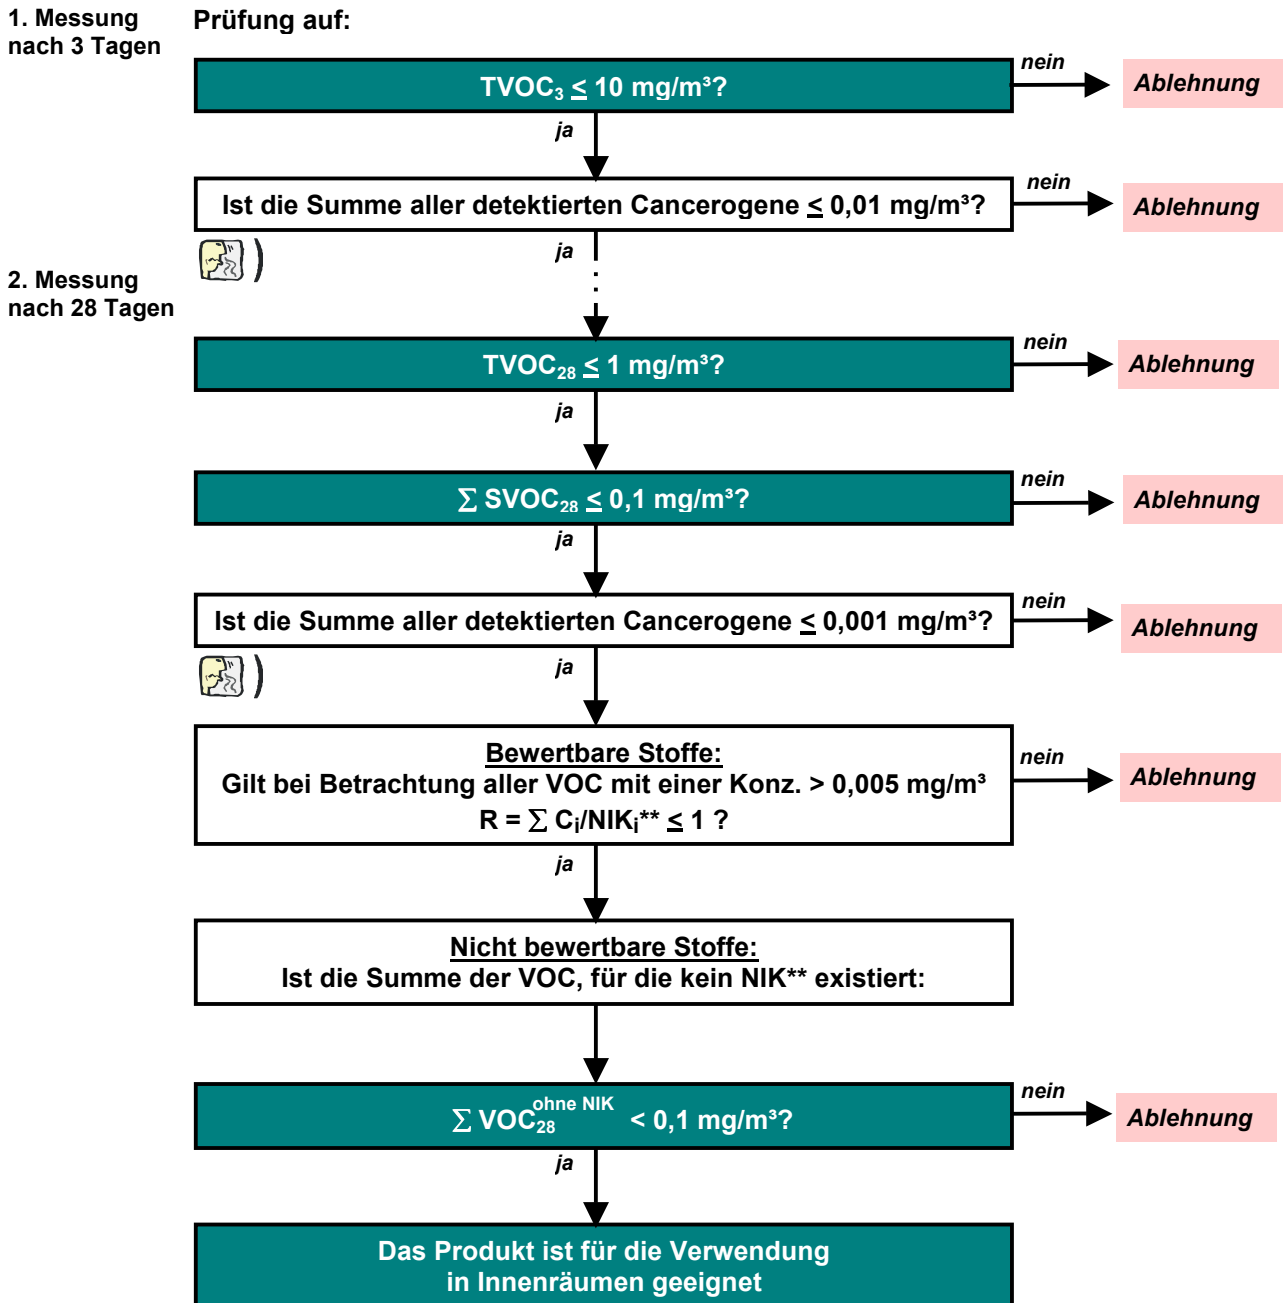 1. Messung
nach 3 Tagen
Prüfung auf:
TVOC₃ ≤ 10 mg/m³?
nein
Ablehnung
ja
Ist die Summe aller detektierten Cancerogene ≤ 0,01 mg/m³?
nein
Ablehnung
)
ja
2. Messung
nach 28 Tagen
TVOC₂₈ ≤ 1 mg/m³?
nein
Ablehnung
ja
∑ SVOC₂₈ ≤ 0,1 mg/m³?
nein
Ablehnung
ja
Ist die Summe aller detektierten Cancerogene ≤ 0,001 mg/m³?
nein
Ablehnung
)
ja
Bewertbare Stoffe:
Gilt bei Betrachtung aller VOC mit einer Konz. > 0,005 mg/m³
R = ∑ Cᵢ/NIKᵢ** ≤ 1 ?
nein
Ablehnung
ja
Nicht bewertbare Stoffe:
Ist die Summe der VOC, für die kein NIK** existiert:
∑ VOC₂₈ ohne NIK < 0,1 mg/m³?
nein
Ablehnung
ja
Das Produkt ist für die Verwendung
in Innenräumen geeignet